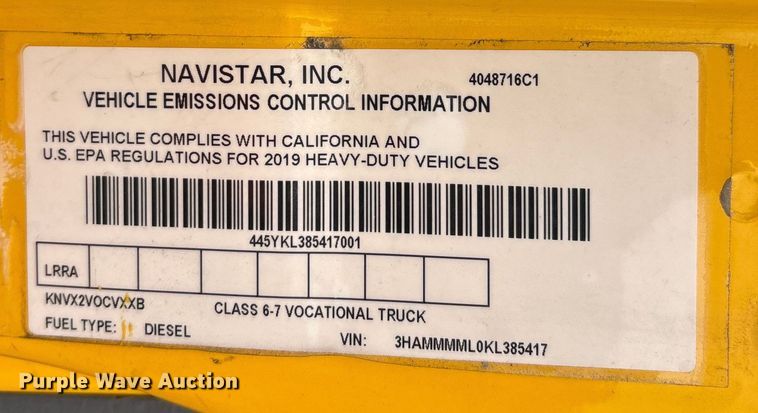 NAVISTAR, INC.
4048716C1
VEHICLE EMISSIONS CONTROL INFORMATION
THIS VEHICLE COMPLIES WITH CALIFORNIA AND
U.S. EPA REGULATIONS FOR 2019 HEAVY-DUTY VEHICLES
445YKL385417001
LRRA
KNVX2VOCVXXB
CLASS 6-7 VOCATIONAL TRUCK
FUEL TYPE: DIESEL
VIN: 3HAMMMML0KL385417
Purple Wave Auction